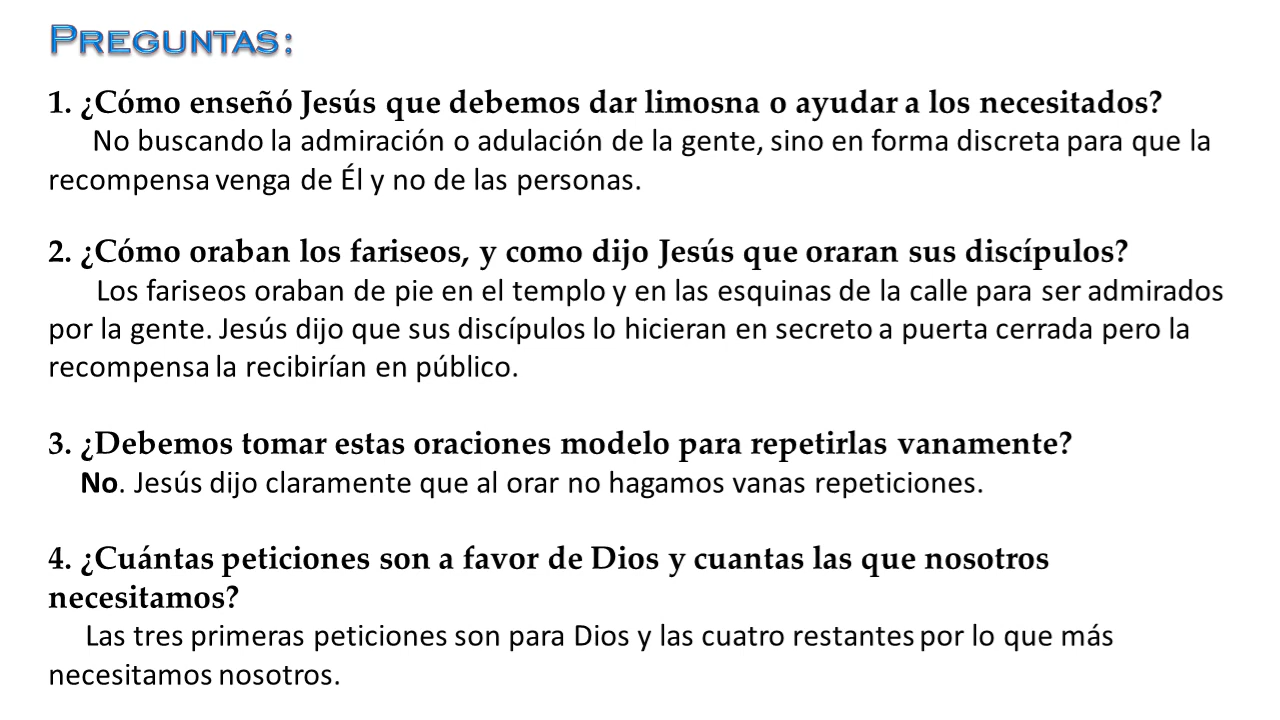 PREGUNTAS:
1. ¿Cómo enseñó Jesús que debemos dar limosna o ayudar a los necesitados?
No buscando la admiración o adulación de la gente, sino en forma discreta para que la
recompensa venga de Él y no de las personas.
2. ¿Cómo oraban los fariseos, y como dijo Jesús que oraran sus discípulos?
Los fariseos oraban de pie en el templo y en las esquinas de la calle para ser admirados
por la gente. Jesús dijo que sus discípulos lo hicieran en secreto a puerta cerrada pero la
recompensa la recibirían en público.
3. ¿Debemos tomar estas oraciones modelo para repetirlas vanamente?
No. Jesús dijo claramente que al orar no hagamos vanas repeticiones.
4. ¿Cuántas peticiones son a favor de Dios y cuantas las que nosotros
necesitamos?
Las tres primeras peticiones son para Dios y las cuatro restantes por lo que más
necesitamos nosotros.